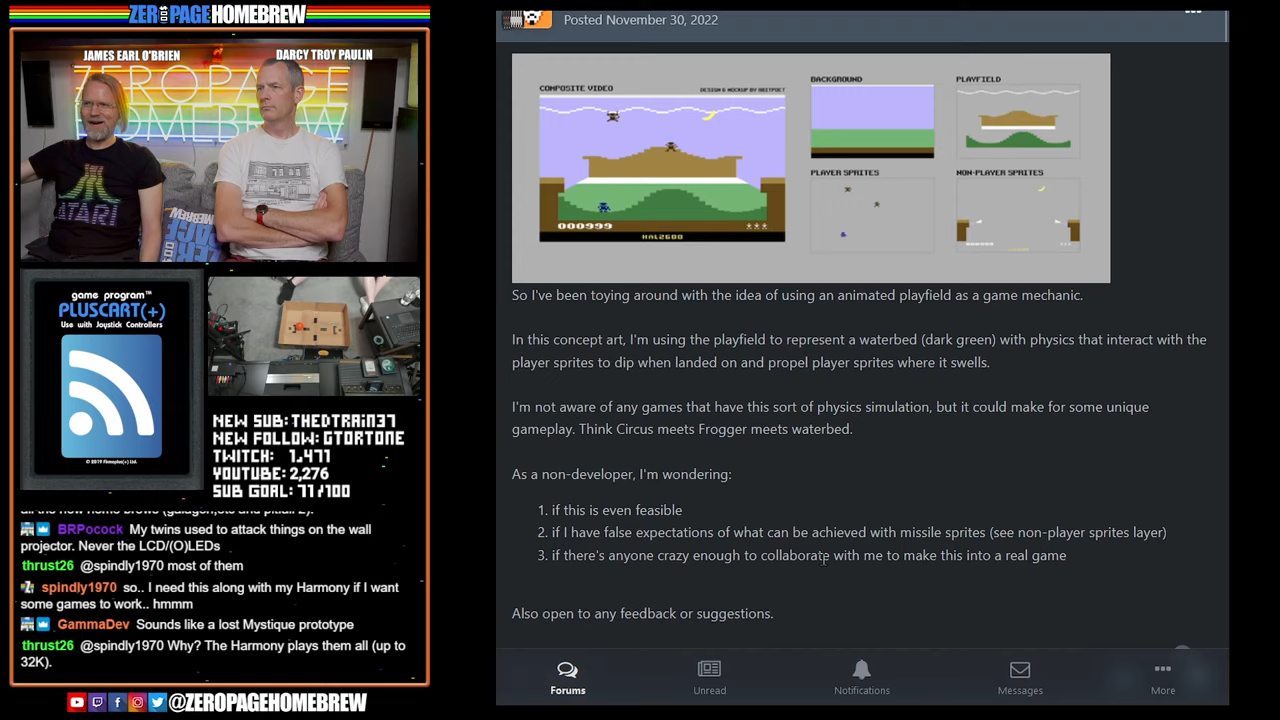 ZEROPAGEHOMEBREW
JAMES EARL O'BRIEN
DARCY TROY PAULIN
ZEROPAGE
HOMEBREW
ATARI
game program™
PLUSCART(+)
Use with Joystick Controllers
NEW SUB: THEDTRAIN37
NEW FOLLOW: GTORTONE
TWITCH: 1,471
YOUTUBE: 2,276
SUB GOAL: 77/100
BRPocock My twins used to attack things on the wall
projector. Never the LCD/(O)LEDs
thrust26 @spindly1970 most of them
spindly1970 so.. I need this along with my Harmony if I want
some games to work.. hmmm
GammaDev Sounds like a lost Mystique prototype
thrust26 @spindly1970 Why? The Harmony plays them all (up to
32K).
@ZEROPAGEHOMEBREW
Posted November 30, 2022
COMPOSITE VIDEO
DESIGN & MOCKUP BY 8BITPOET
BACKGROUND
PLAYFIELD
PLAYER SPRITES
NON-PLAYER SPRITES
000999
HAL2600
So I've been toying around with the idea of using an animated playfield as a game mechanic.
In this concept art, I'm using the playfield to represent a waterbed (dark green) with physics that interact with the
player sprites to dip when landed on and propel player sprites where it swells.
I'm not aware of any games that have this sort of physics simulation, but it could make for some unique
gameplay. Think Circus meets Frogger meets waterbed.
As a non-developer, I'm wondering:
1. if this is even feasible
2. if I have false expectations of what can be achieved with missile sprites (see non-player sprites layer)
3. if there's anyone crazy enough to collaborate with me to make this into a real game
Also open to any feedback or suggestions.
Forums
Unread
Notifications
Messages
More